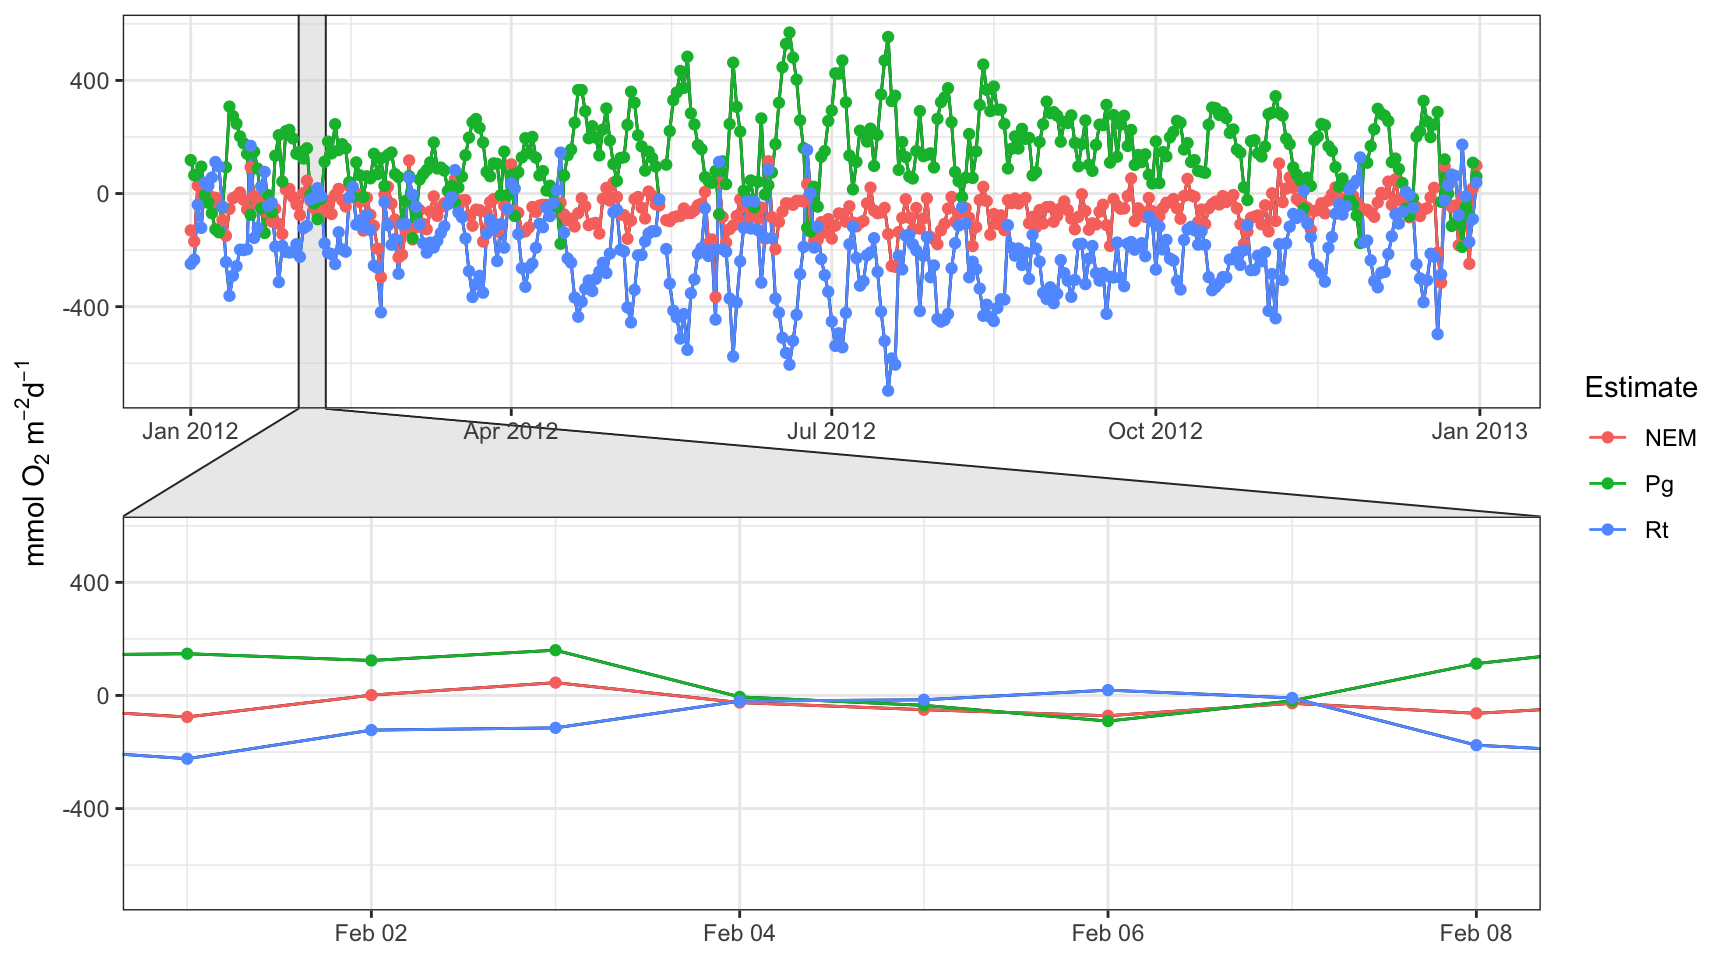 400
0
-400
Jan 2012 Apr 2012 Jul 2012 Oct 2012 Jan 2013
mmol O₂ m⁻²d⁻¹
Estimate
NEM
Pg
Rt
400
0
-400
Feb 02 Feb 04 Feb 06 Feb 08